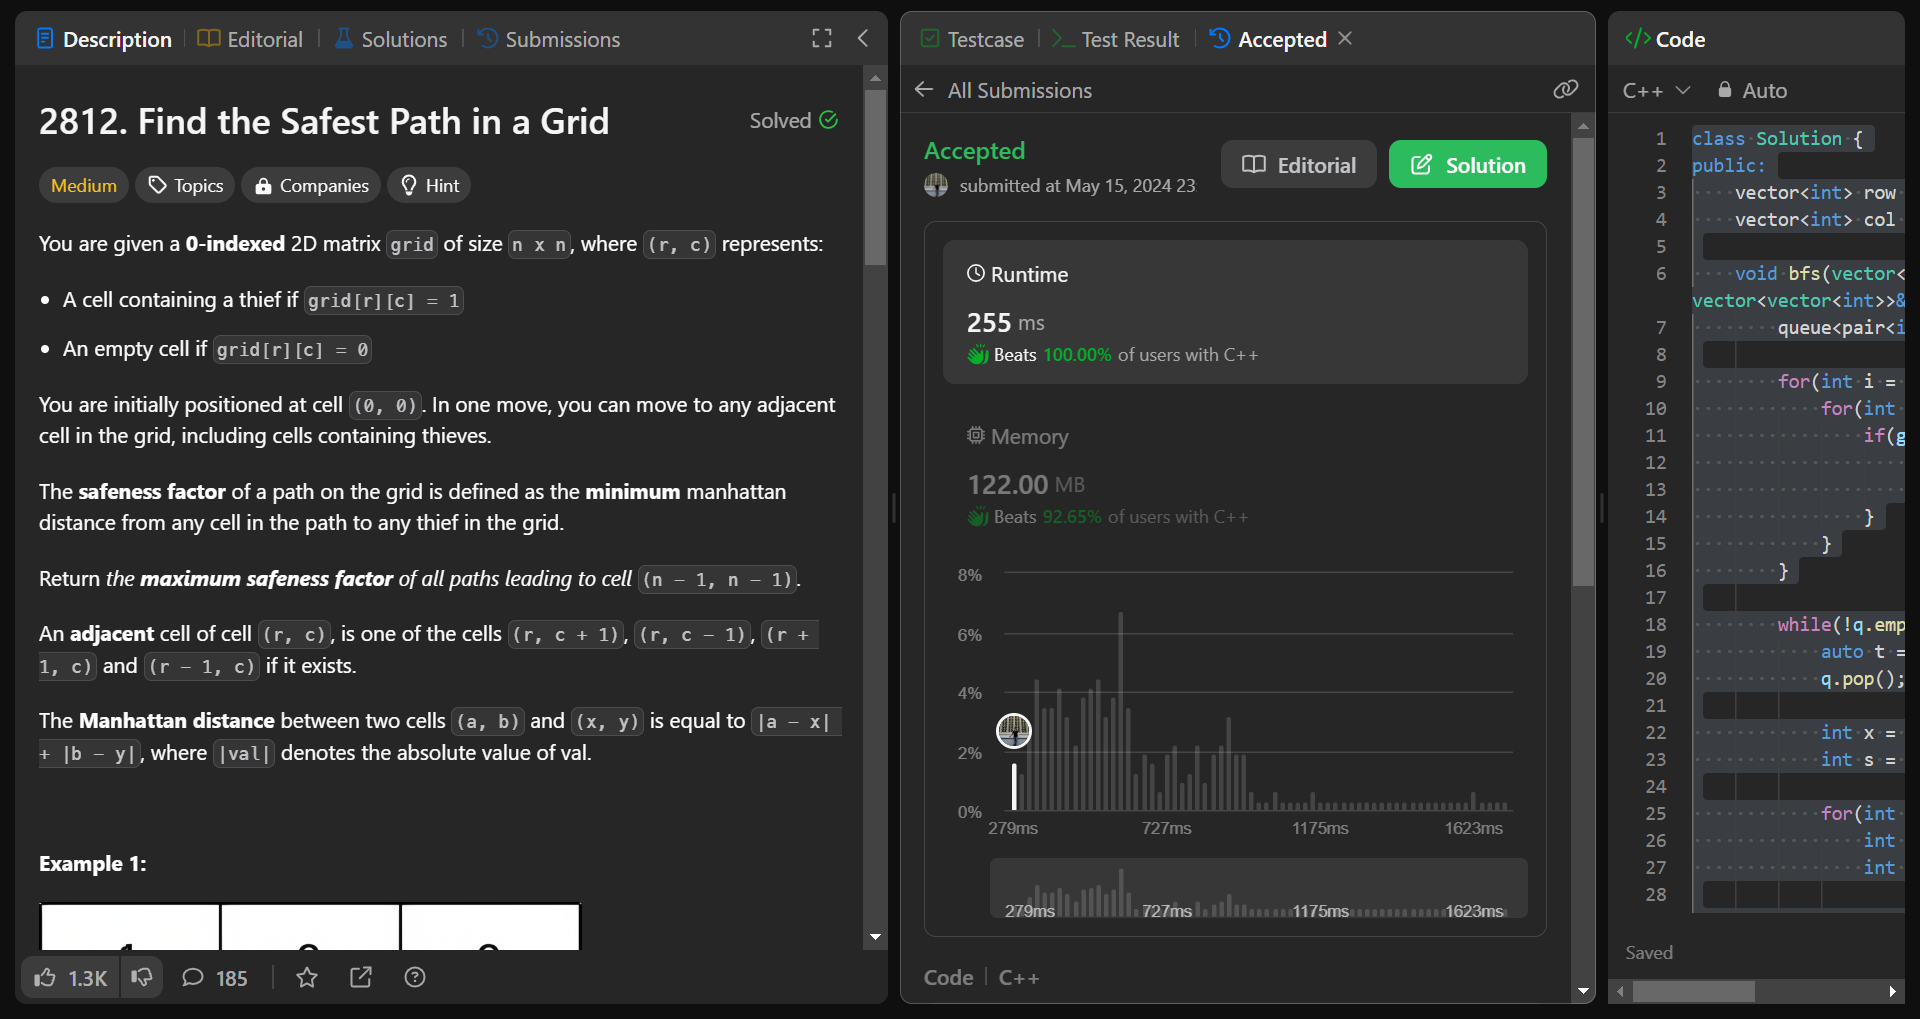 Description
Editorial
Solutions
Submissions
2812. Find the Safest Path in a Grid
Solved
Medium
Topics
Companies
Hint
You are given a 0-indexed 2D matrix grid of size n x n, where (r, c) represents:
• A cell containing a thief if grid[r][c] = 1
• An empty cell if grid[r][c] = 0
You are initially positioned at cell (0, 0). In one move, you can move to any adjacent
cell in the grid, including cells containing thieves.
The safeness factor of a path on the grid is defined as the minimum manhattan
distance from any cell in the path to any thief in the grid.
Return the maximum safeness factor of all paths leading to cell (n - 1, n - 1).
An adjacent cell of cell (r, c), is one of the cells (r, c + 1), (r, c - 1), (r +
1, c) and (r - 1, c) if it exists.
The Manhattan distance between two cells (a, b) and (x, y) is equal to |a - x|
+ |b - y|, where |val| denotes the absolute value of val.
Example 1:
1.3K
185
Testcase
Test Result
Accepted
All Submissions
Accepted
submitted at May 15, 2024 23
Editorial
Solution
Runtime
255 ms
Beats 100.00% of users with C++
Memory
122.00 MB
Beats 92.65% of users with C++
8%
6%
4%
2%
0%
279ms
727ms
1175ms
1623ms
279ms
727ms
1175ms
1623ms
Code
C++
</> Code
C++
Auto
1 class Solution {
2 public:
3 vector<int> row
4 vector<int> col
5
6 void bfs(vector<
vector<vector<int>>&
7 queue<pair<i
8
9 for(int i =
10 for(int
11 if(g
12
13
14 }
15 }
16 }
17
18 while(!q.emp
19 auto t =
20 q.pop();
21
22 int x =
23 int s =
24
25 for(int
26 int
27 int
28
Saved